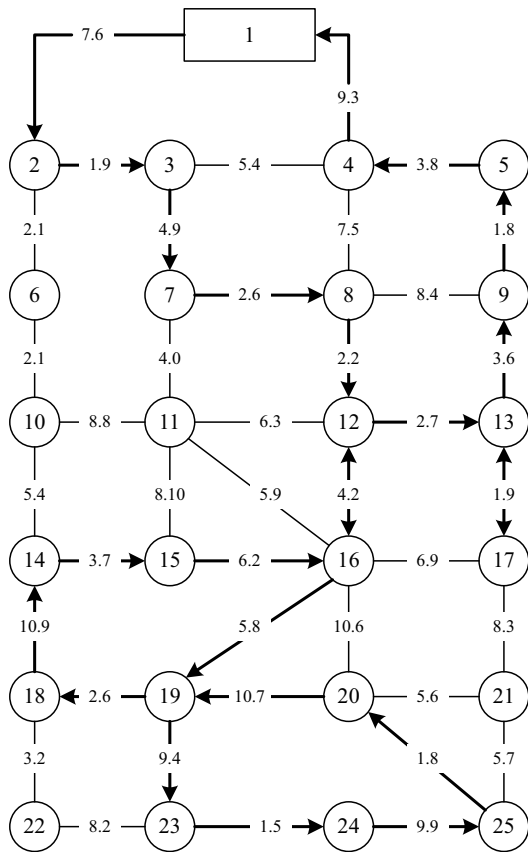 7.6 1
9.3
2 1.9 3 5.4 4 3.8 5
2.1 4.9 7.5 1.8
6 7 2.6 8 8.4 9
2.1 4.0 2.2 3.6
10 8.8 11 6.3 12 2.7 13
5.4 8.10 5.9 4.2 1.9
14 3.7 15 6.2 16 6.9 17
10.9 5.8 10.6 8.3
18 2.6 19 10.7 20 5.6 21
3.2 9.4 1.8 5.7
22 8.2 23 1.5 24 9.9 25